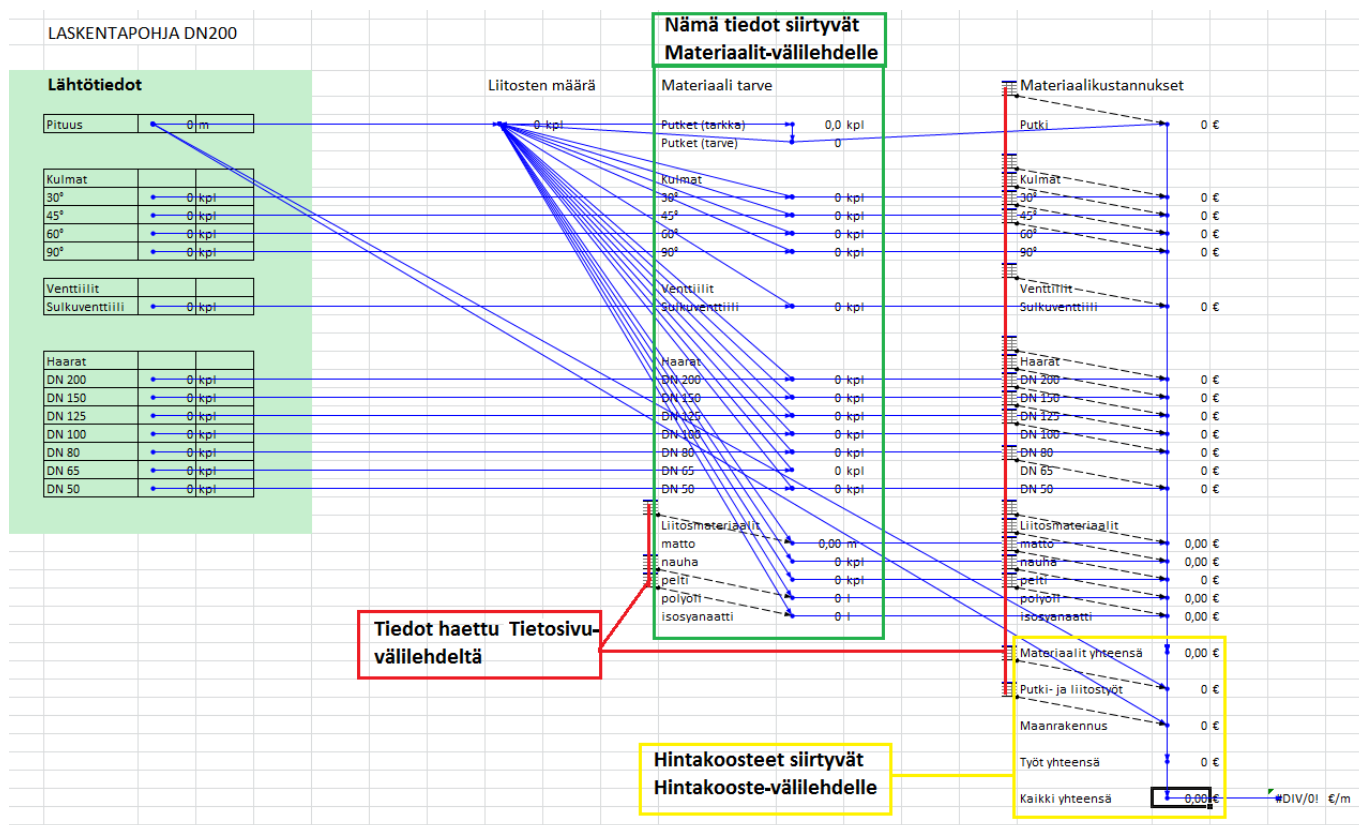 LASKENTAPOHJA DN200
Nämä tiedot siirtyvät
Materiaalit-välilehdelle
Lähtötiedot
Liitosten määrä
Materiaali tarve
Materiaalikustannukset
Pituus 0 m
0 kpl
Putket (tarkka) 0,0 kpl
Putki 0 €
Putket (tarve) 0
Kulmat
Kulmat
Kulmat
30° 0 kpl
30° 0 kpl
30° 0 €
45° 0 kpl
45° 0 kpl
45° 0 €
60° 0 kpl
60° 0 kpl
60° 0 €
90° 0 kpl
90° 0 kpl
90° 0 €
Venttiilit
Venttiilit
Venttiilit
Sulkuventtiili 0 kpl
Sulkuventtiili 0 kpl
Sulkuventtiili 0 €
Haarat
Haarat
Haarat
DN 200 0 kpl
DN 200 0 kpl
DN 200 0 €
DN 150 0 kpl
DN 150 0 kpl
DN 150 0 €
DN 125 0 kpl
DN 125 0 kpl
DN 125 0 €
DN 100 0 kpl
DN 100 0 kpl
DN 100 0 €
DN 80 0 kpl
DN 80 0 kpl
DN 80 0 €
DN 65 0 kpl
DN 65 0 kpl
DN 65 0 €
DN 50 0 kpl
DN 50 0 kpl
DN 50 0 €
Liitosmateriaalit
Liitosmateriaalit
matto 0,00 m
matto 0,00 €
nauha 0 kpl
nauha 0,00 €
pelti 0 kpl
pelti 0 €
polyoli 0 l
polyoli 0,00 €
isosyanaatti 0 l
isosyanaatti 0,00 €
Tiedot haettu Tietosivu-
välilehdeltä
Materiaalit yhteensä 0,00 €
Putki- ja liitostyöt 0 €
Maanrakennus 0 €
Hintakoosteet siirtyvät
Hintakooste-välilehdelle
Työt yhteensä 0 €
Kaikki yhteensä 0,00 € #DIV/0! €/m